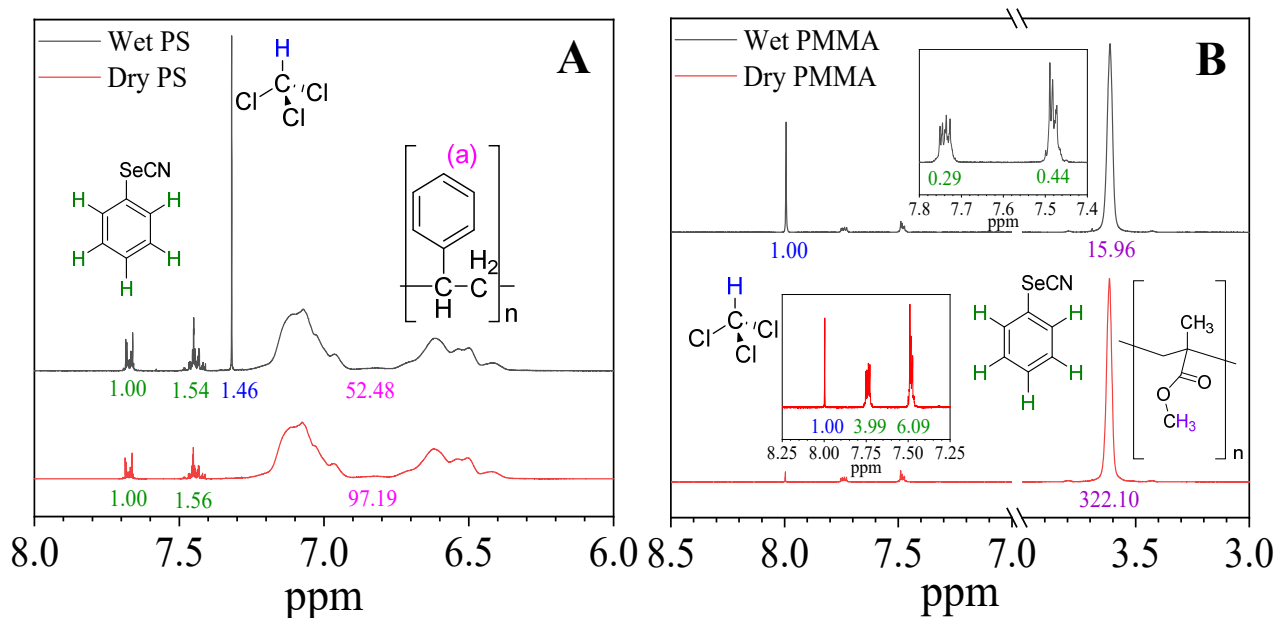 Wet PS
Dry PS
A
H
C
Cl
Cl
Cl
SeCN
H
H
H
H
H
(a)
H2
C
C
H
n
1.00
1.54
1.46
52.48
1.00
1.56
97.19
8.0
7.5
7.0
6.5
6.0
ppm
Wet PMMA
Dry PMMA
B
0.29
0.44
7.8
7.7
7.6
7.5
7.4
ppm
1.00
15.96
H
C
Cl
Cl
Cl
1.00
3.99
6.09
8.25
8.00
7.75
7.50
7.25
ppm
SeCN
H
H
H
H
H
CH3
O
O
CH3
n
322.10
8.5
8.0
7.5
7.0
3.5
3.0
ppm